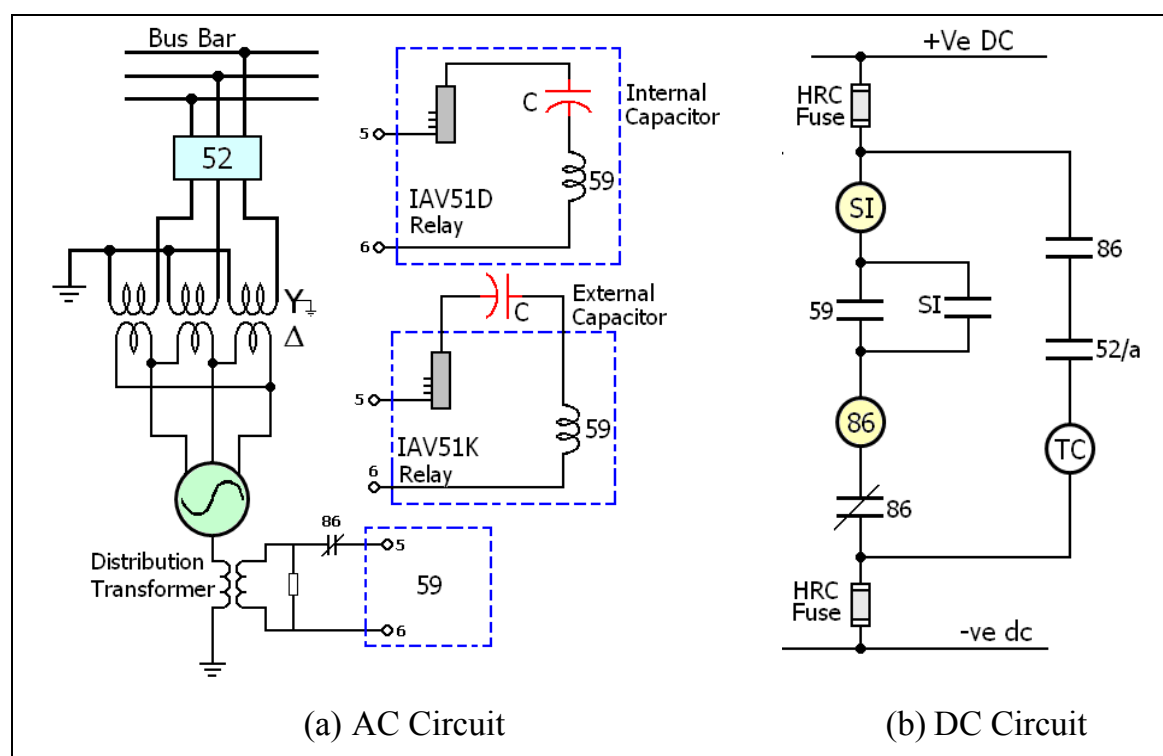 Bus Bar
52
Y
Δ
Distribution
Transformer
86
5
59
6
C
Internal
Capacitor
5
59
IAV51D
Relay
6
External
Capacitor
C
5
59
IAV51K
Relay
6
+Ve DC
HRC
Fuse
SI
86
59
SI
52/a
86
TC
86
HRC
Fuse
-ve dc
(a) AC Circuit
(b) DC Circuit